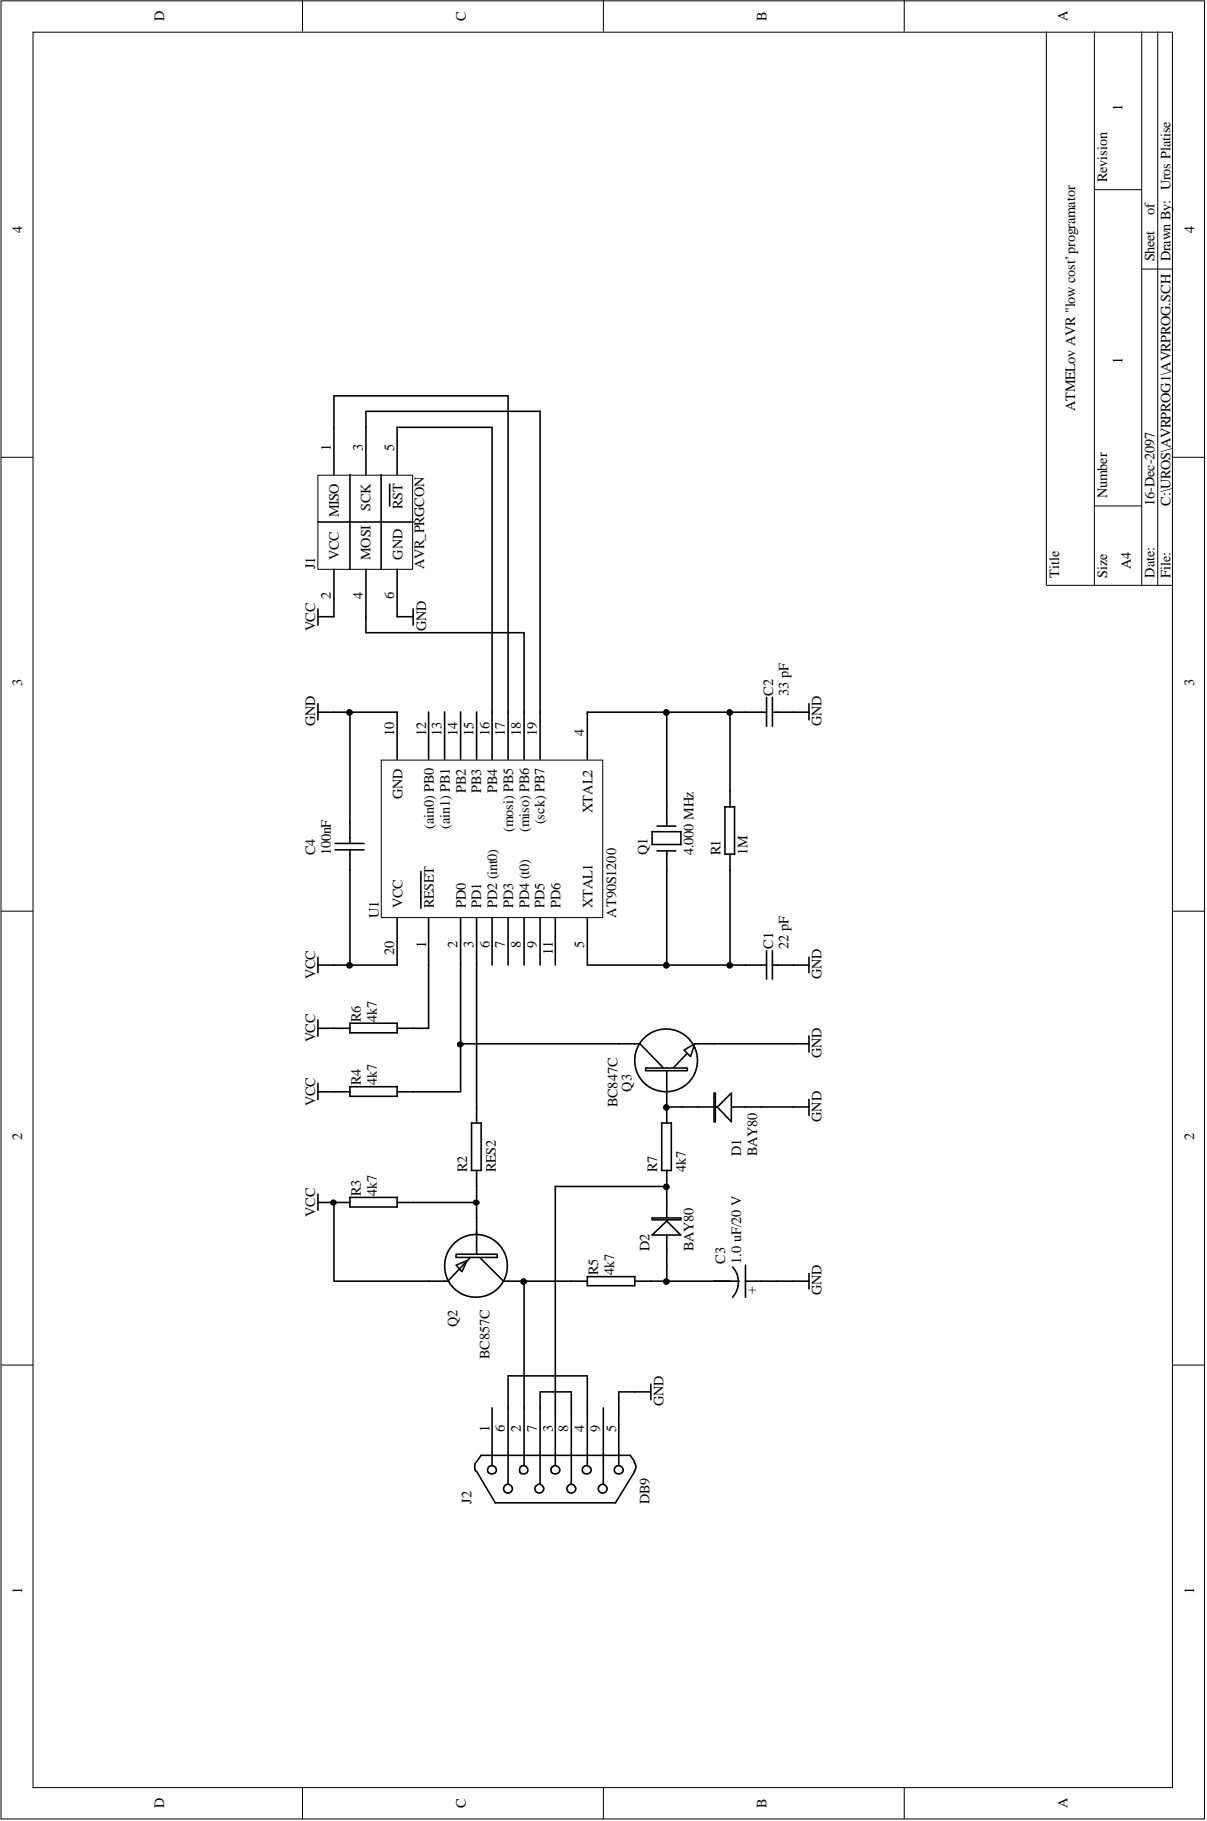 1
2
3
4
D
D
C
C
B
B
A
A
1
2
3
4
J2
DB9
1
6
2
7
3
8
4
9
5
GND
Q2
BC857C
VCC
R3
4k7
R2
RES2
R5
4k7
D2
BAY80
C3
1.0 uF/20 V
+
GND
R7
4k7
D1
BAY80
GND
BC847C
Q3
GND
VCC
R4
4k7
VCC
R6
4k7
VCC
C4
100nF
GND
U1
AT90S1200
20 VCC
1 RESET
2 PD0
3 PD1
6 PD2 (int0)
7 PD3
8 PD4 (t0)
9 PD5
11 PD6
5 XTAL1
GND 10
(ain0) PB0 12
(ain1) PB1 13
PB2 14
PB3 15
PB4 16
(mosi) PB5 17
(miso) PB6 18
(sck) PB7 19
XTAL2 4
Q1
4.000 MHz
R1
1M
C1
22 pF
GND
C2
33 pF
GND
J1
AVR_PRGCON
VCC
2 VCC MISO 1
4 MOSI SCK 3
6 GND RST 5
GND
Title
ATMELov AVR "low cost' programator
Size
A4
Number
1
Revision
1
Date: 16-Dec-2097 Sheet of
File: C:\UROS\AVRPROG1\AVRPROG.SCH Drawn By: Uros Platise